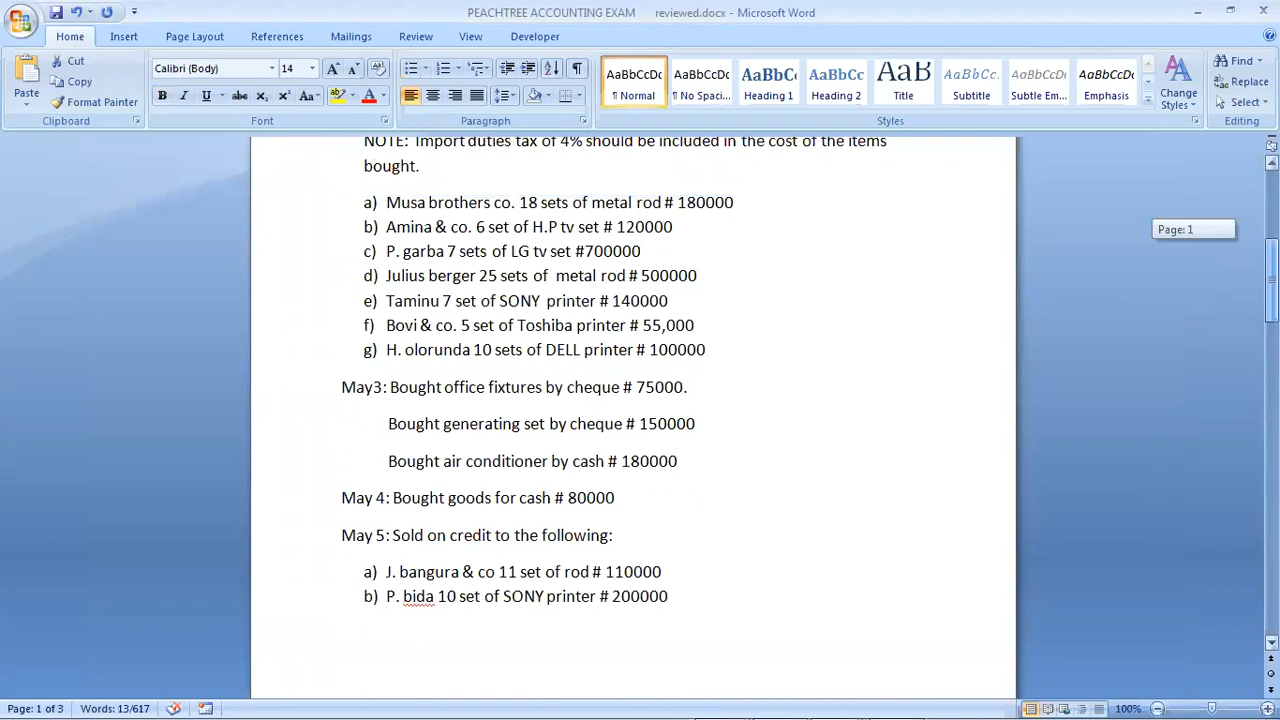 PEACHTREE ACCOUNTING EXAM reviewed.docx - Microsoft Word
Home Insert Page Layout References Mailings Review View Developer
Paste
Cut
Copy
Format Painter
Clipboard
Calibri (Body) 14
Font
Paragraph
AaBbCcDc AaBbCcDc AaBbC AaBbCc AaB AaBbCc. AaBbCcDc AaBbCcDc
¶ Normal ¶ No Spaci... Heading 1 Heading 2 Title Subtitle Subtle Em... Emphasis
Change Styles
Styles
Find
Replace
Select
Editing
NOTE: Import duties tax of 4% should be included in the cost of the items
bought.
a) Musa brothers co. 18 sets of metal rod # 180000
b) Amina & co. 6 set of H.P tv set # 120000
c) P. garba 7 sets of LG tv set #700000
d) Julius berger 25 sets of metal rod # 500000
e) Taminu 7 set of SONY printer # 140000
f) Bovi & co. 5 set of Toshiba printer # 55,000
g) H. olorunda 10 sets of DELL printer # 100000
May3: Bought office fixtures by cheque # 75000.
Bought generating set by cheque # 150000
Bought air conditioner by cash # 180000
May 4: Bought goods for cash # 80000
May 5: Sold on credit to the following:
a) J. bangura & co 11 set of rod # 110000
b) P. bida 10 set of SONY printer # 200000
Page: 1
Page: 1 of 3 Words: 13/617 100%